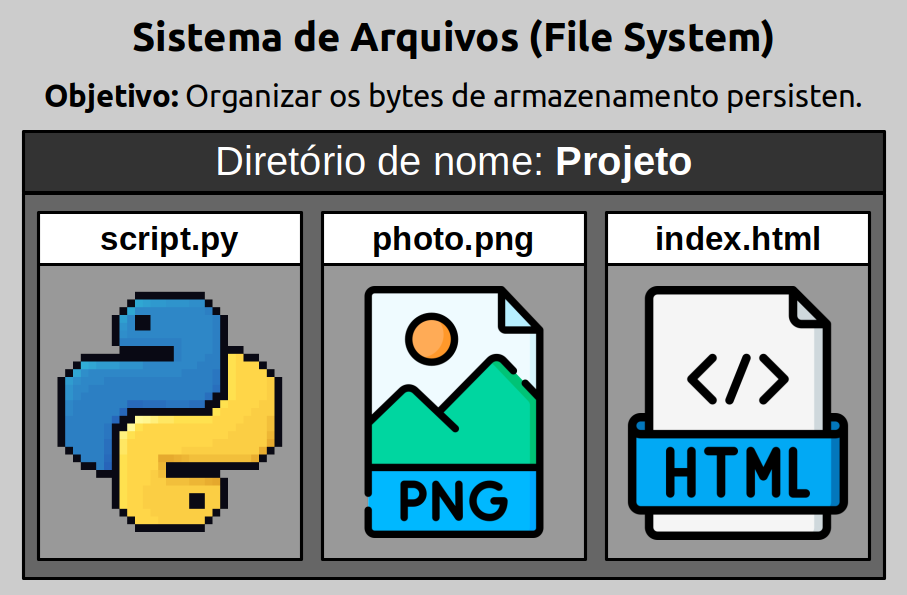 Sistema de Arquivos (File System)
Objetivo: Organizar os bytes de armazenamento persisten.
Diretório de nome: Projeto
script.py
photo.png
index.html
</>
PNG
HTML